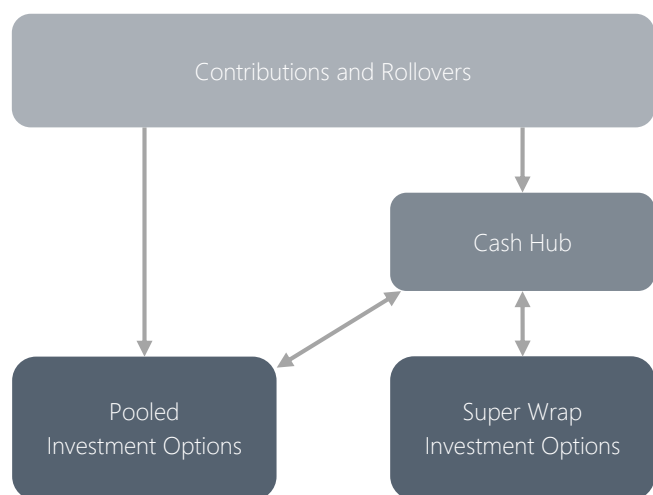 Contributions and Rollovers
Cash Hub
Pooled
Investment Options
Super Wrap
Investment Options